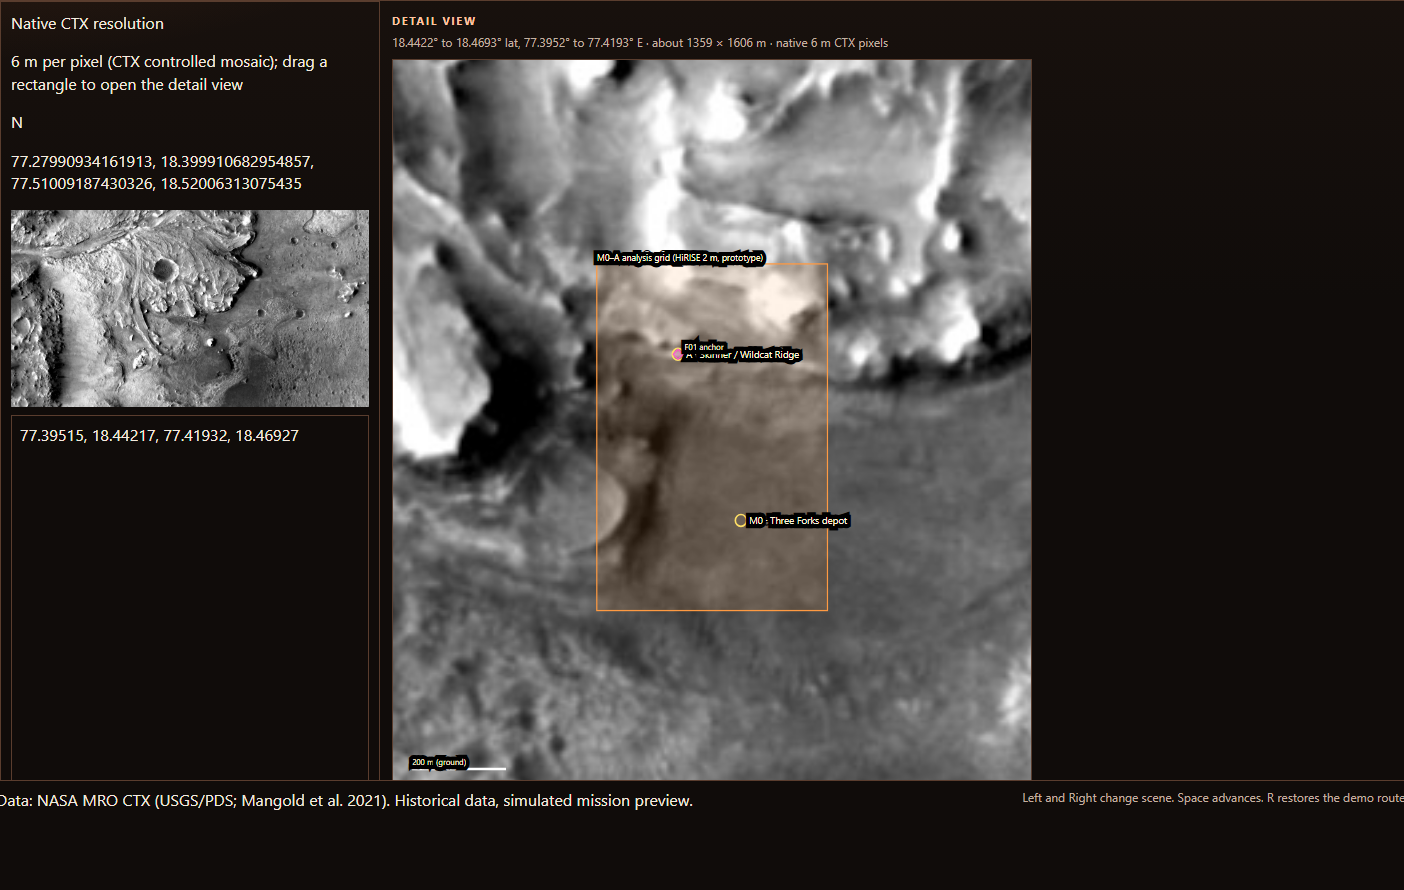 Native CTX resolution
6 m per pixel (CTX controlled mosaic); drag a
rectangle to open the detail view
N
77.27990934161913, 18.399910682954857,
77.51009187430326, 18.52006313075435
77.39515, 18.44217, 77.41932, 18.46927
DETAIL VIEW
18.4422° to 18.4693° lat, 77.3952° to 77.4193° E · about 1359 × 1606 m · native 6 m CTX pixels
M0–A analysis grid (HiRISE 2 m, prototype)
F01 anchor
A · Skinner / Wildcat Ridge
M0 : Three Forks depot
200 m (ground)
Data: NASA MRO CTX (USGS/PDS; Mangold et al. 2021). Historical data, simulated mission preview.
Left and Right change scene. Space advances. R restores the demo route